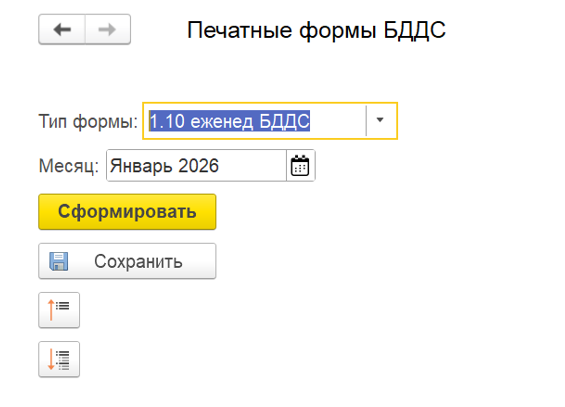 Печатные формы БДДС
Тип формы: 1.10 еженед БДДС
Месяц: Январь 2026
Сформировать
Сохранить